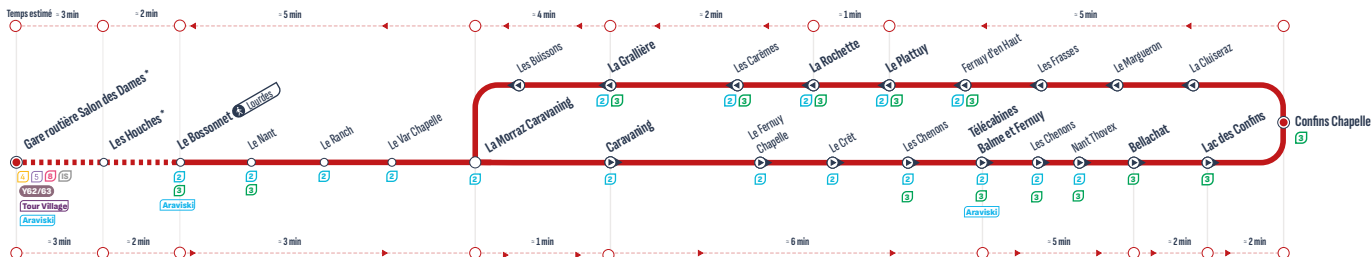 Temps estimé ≈ 3 min ≈ 2 min ≈ 5 min ≈ 4 min ≈ 2 min ≈ 1 min ≈ 5 min
Les Buissons
La Grallière
Les Carêmes
La Rochette
Le Plattuy
Fernuy d'en Haut
Les Frasses
Le Margueron
La Cluiseraz
2 3
2 3
2 3
2 3
2 3
Confins Chapelle
3
Gare routière Salon des Dames*
Les Houches*
Le Bossonnet Lourdes
Le Nant
Le Ranch
Le Var Chapelle
La Morraz Caravaning
Caravaning
Le Fernuy
Chapelle
Le Crêt
Les Chenons
Télécabines
Balme et Fernuy
Les Chenons
Nant Thovex
Bellachat
Lac des Confins
4 5 8 IS
Y62/63
Tour Village
Araviski
2
3
Araviski
2
3
2
2
2
2
2
2
2
3
2
3
Araviski
2
3
2
3
3
3
≈ 3 min ≈ 2 min ≈ 3 min ≈ 1 min ≈ 6 min ≈ 5 min ≈ 2 min ≈ 2 min